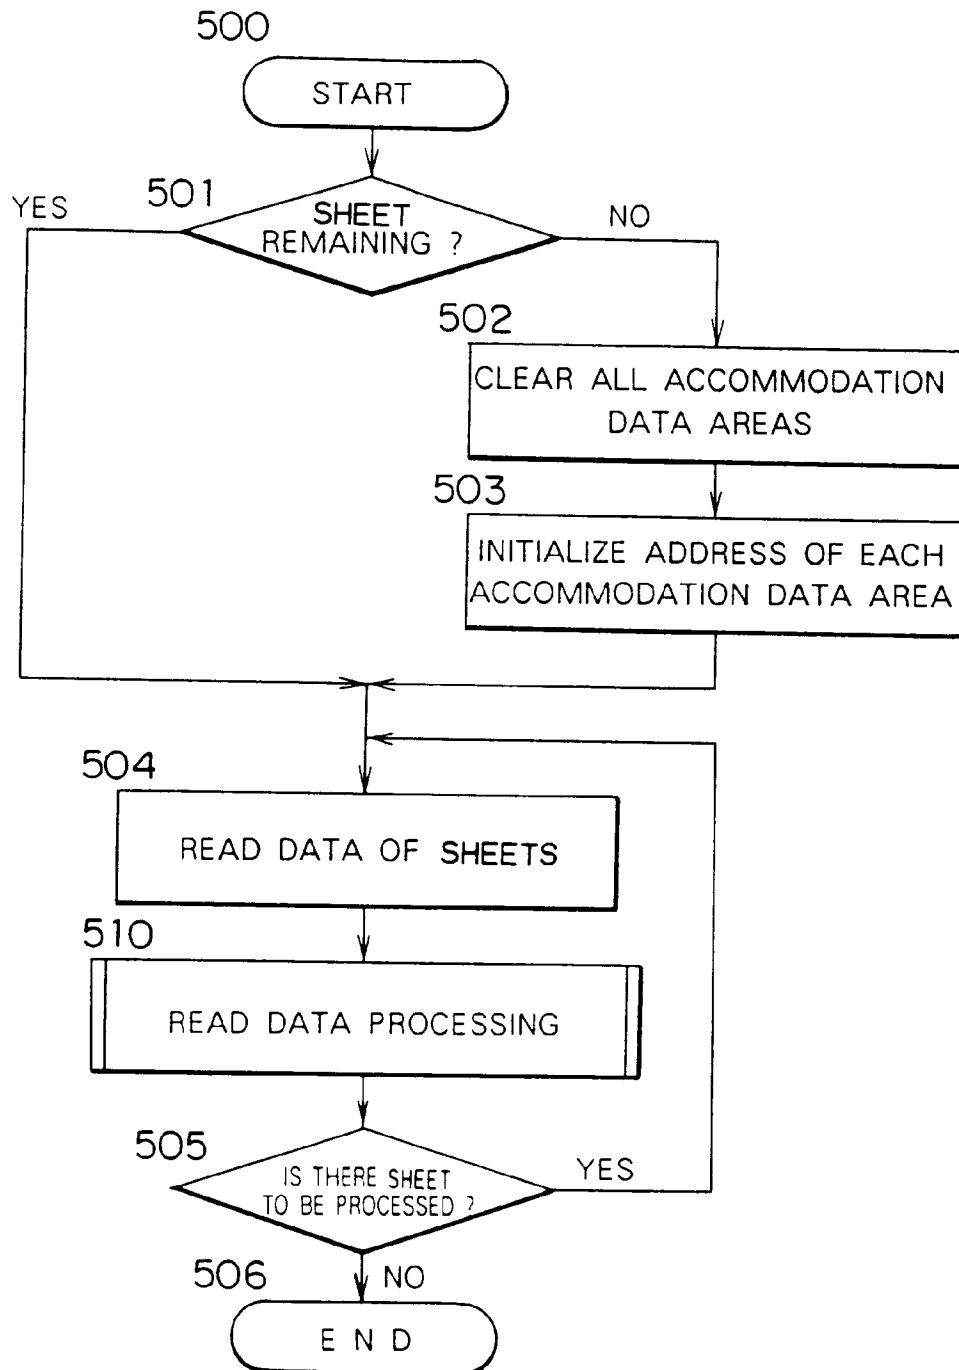 500
START
501
YES
SHEET
REMAINING ?
NO
502
CLEAR ALL ACCOMMODATION
DATA AREAS
503
INITIALIZE ADDRESS OF EACH
ACCOMMODATION DATA AREA
504
READ DATA OF SHEETS
510
READ DATA PROCESSING
505
IS THERE SHEET
TO BE PROCESSED ?
YES
506
NO
END